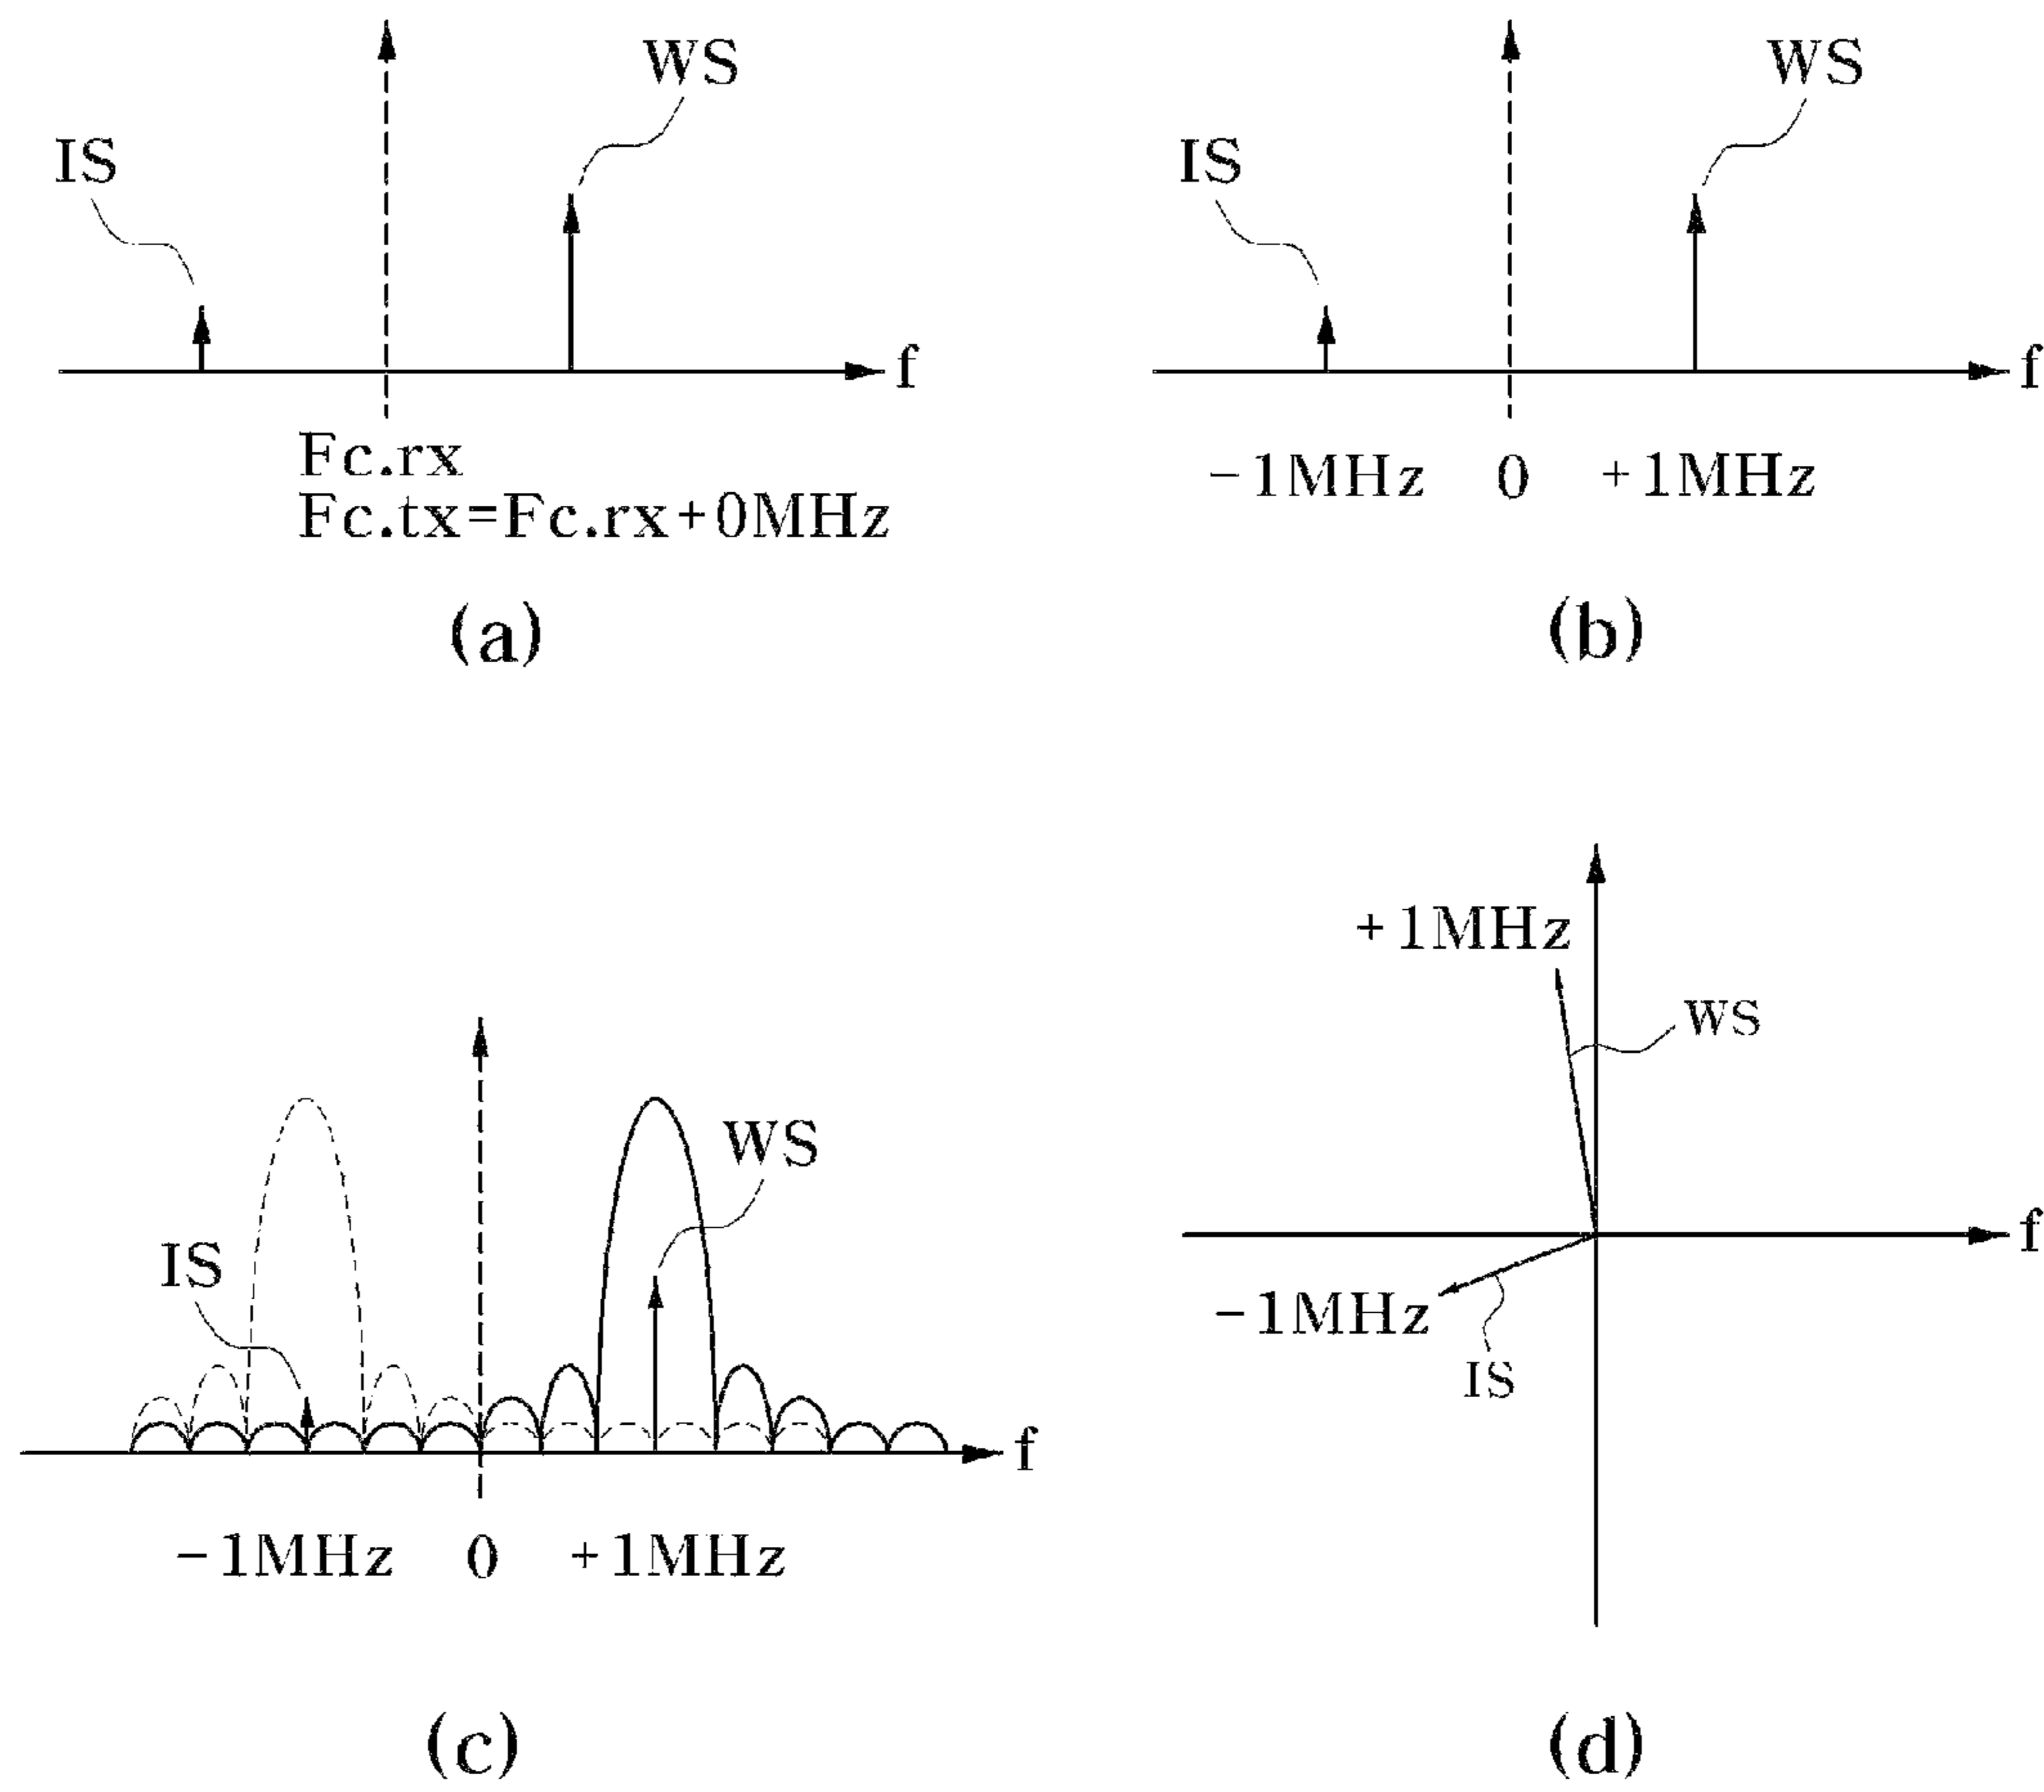 WS
IS
f
Fc.rx
Fc.tx=Fc.rx+0MHz
(a)
WS
IS
f
-1MHz 0 +1MHz
(b)
WS
IS
f
-1MHz 0 +1MHz
(c)
+1MHz
WS
f
-1MHz
IS
(d)